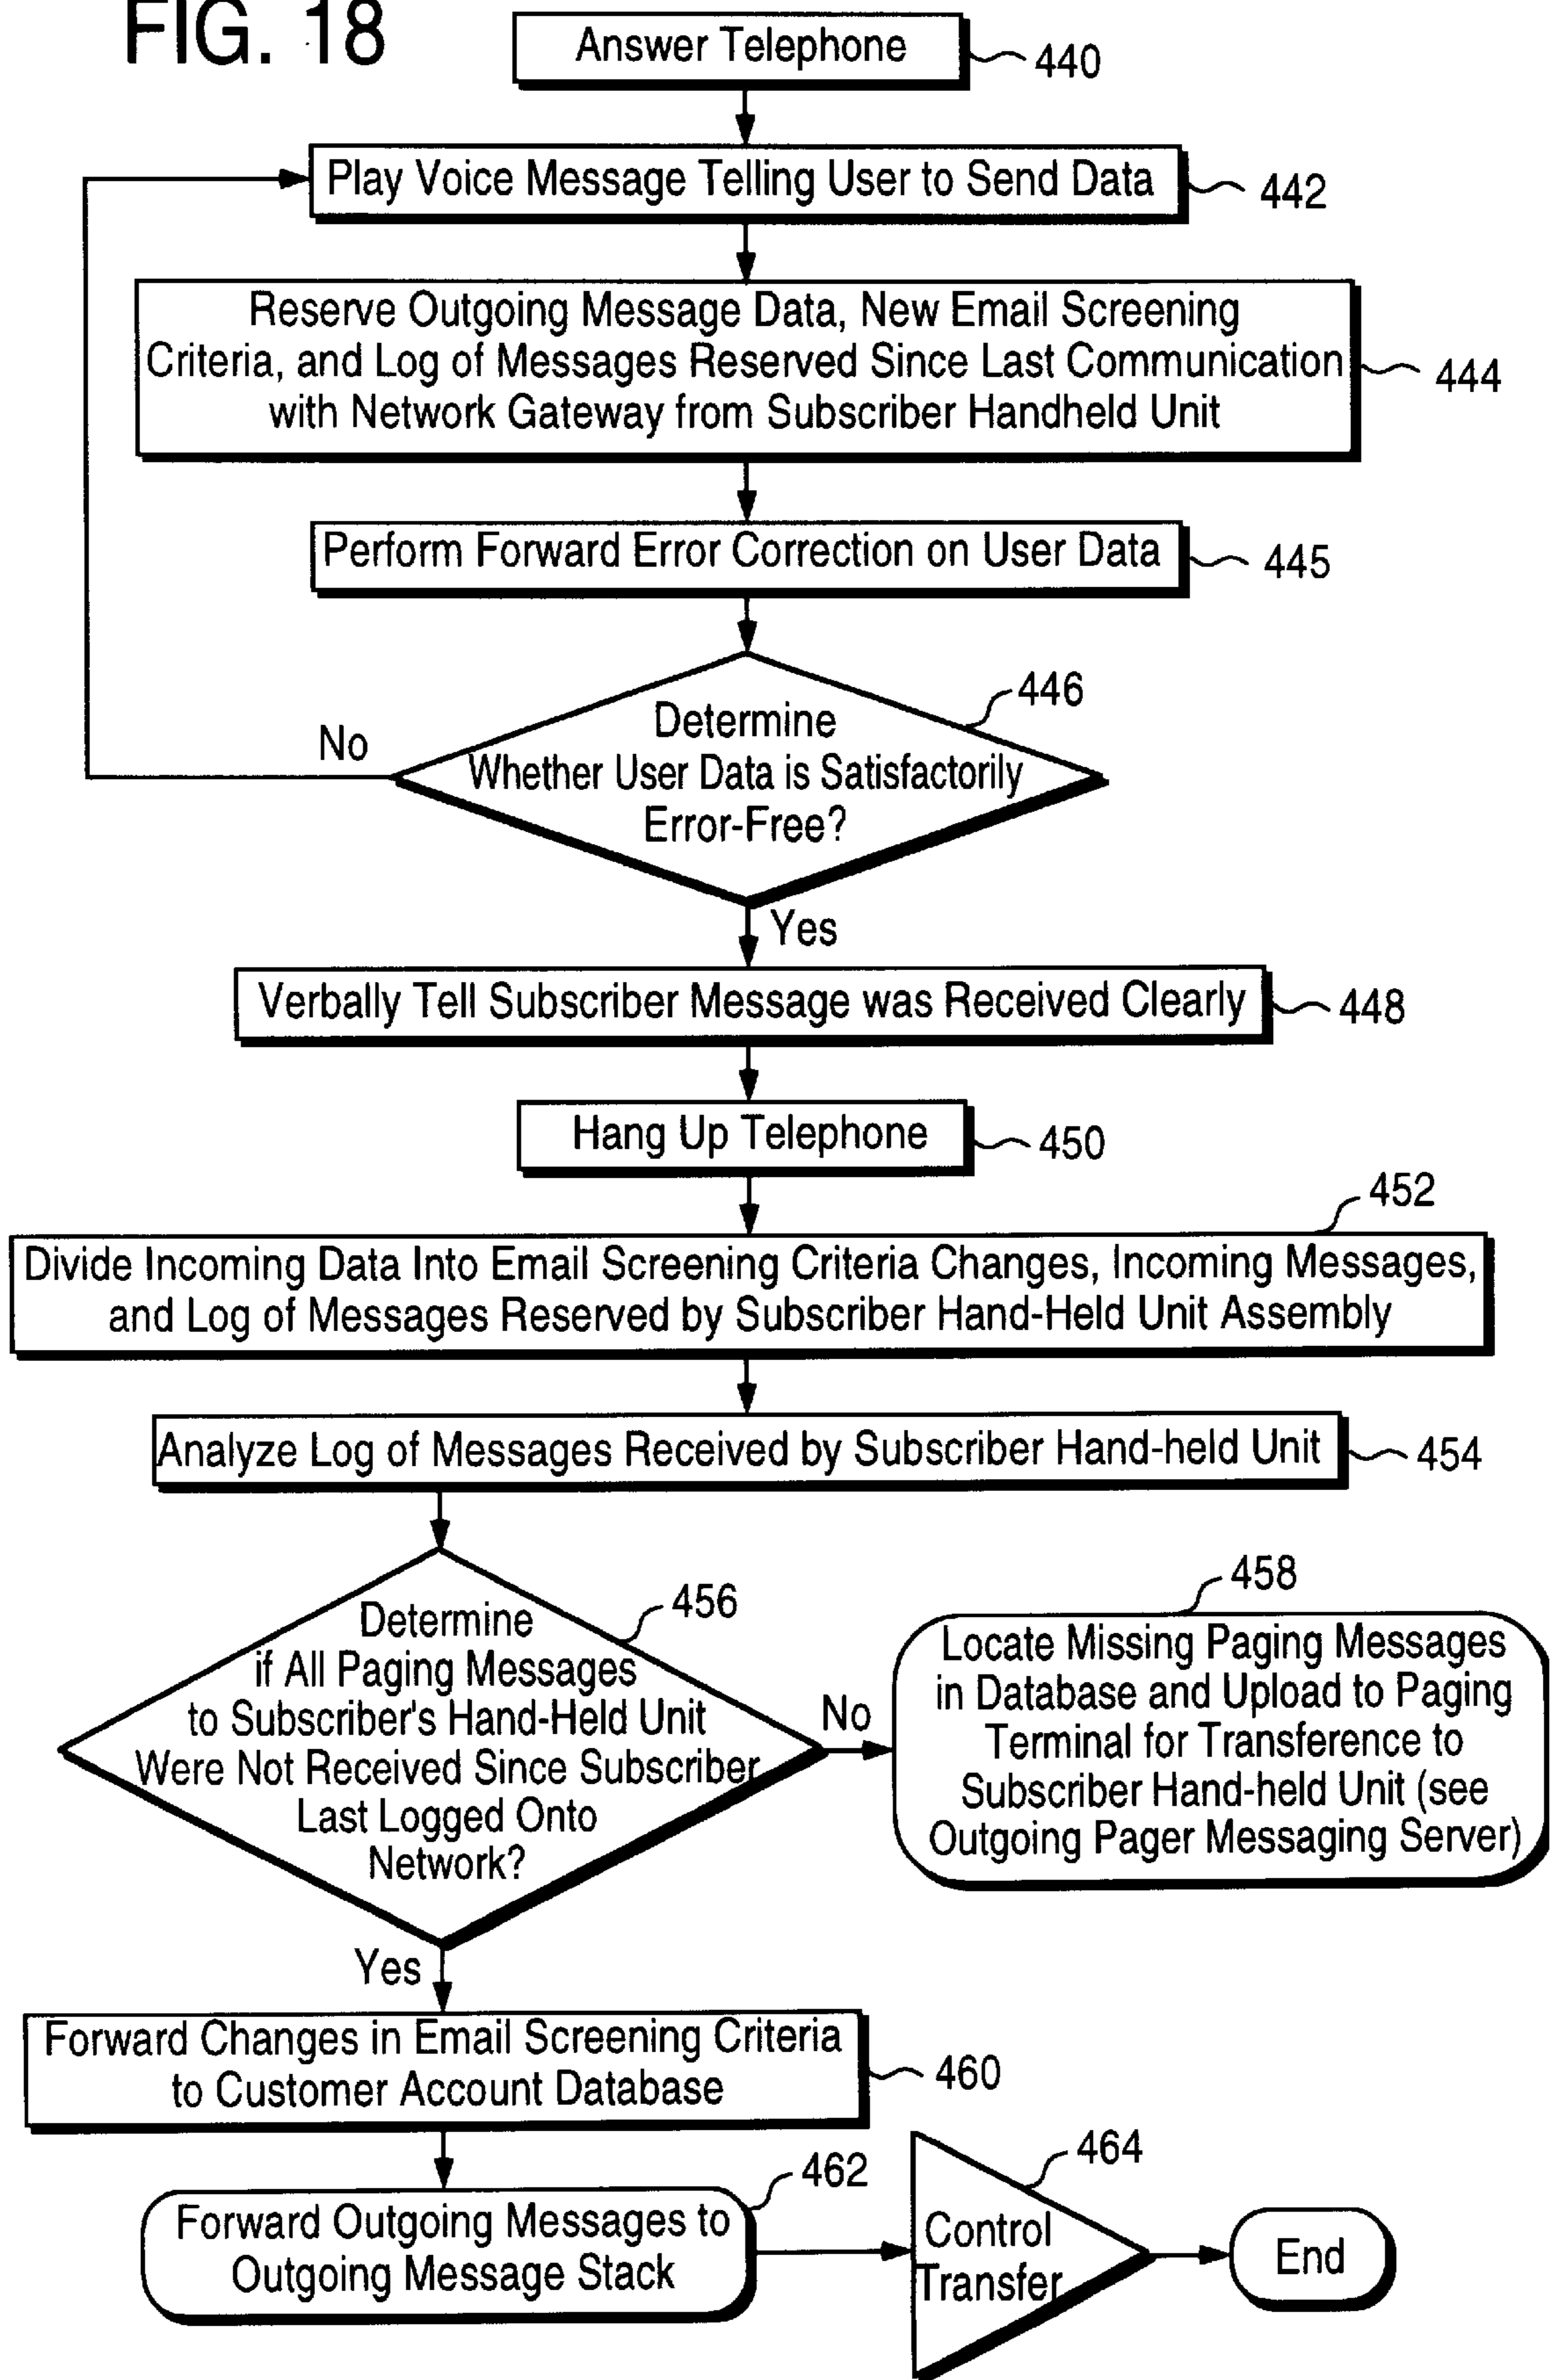 FIG. 18
Answer Telephone
440
Play Voice Message Telling User to Send Data
442
Reserve Outgoing Message Data, New Email Screening
Criteria, and Log of Messages Reserved Since Last Communication
with Network Gateway from Subscriber Handheld Unit
444
Perform Forward Error Correction on User Data
445
446
Determine
Whether User Data is Satisfactorily
Error-Free?
No
Yes
Verbally Tell Subscriber Message was Received Clearly
448
Hang Up Telephone
450
452
Divide Incoming Data Into Email Screening Criteria Changes, Incoming Messages,
and Log of Messages Reserved by Subscriber Hand-Held Unit Assembly
Analyze Log of Messages Received by Subscriber Hand-held Unit
454
456
Determine
if All Paging Messages
to Subscriber's Hand-Held Unit
Were Not Received Since Subscriber
Last Logged Onto
Network?
No
458
Locate Missing Paging Messages
in Database and Upload to Paging
Terminal for Transference to
Subscriber Hand-held Unit (see
Outgoing Pager Messaging Server)
Yes
Forward Changes in Email Screening Criteria
to Customer Account Database
460
462
Forward Outgoing Messages to
Outgoing Message Stack
464
Control
Transfer
End